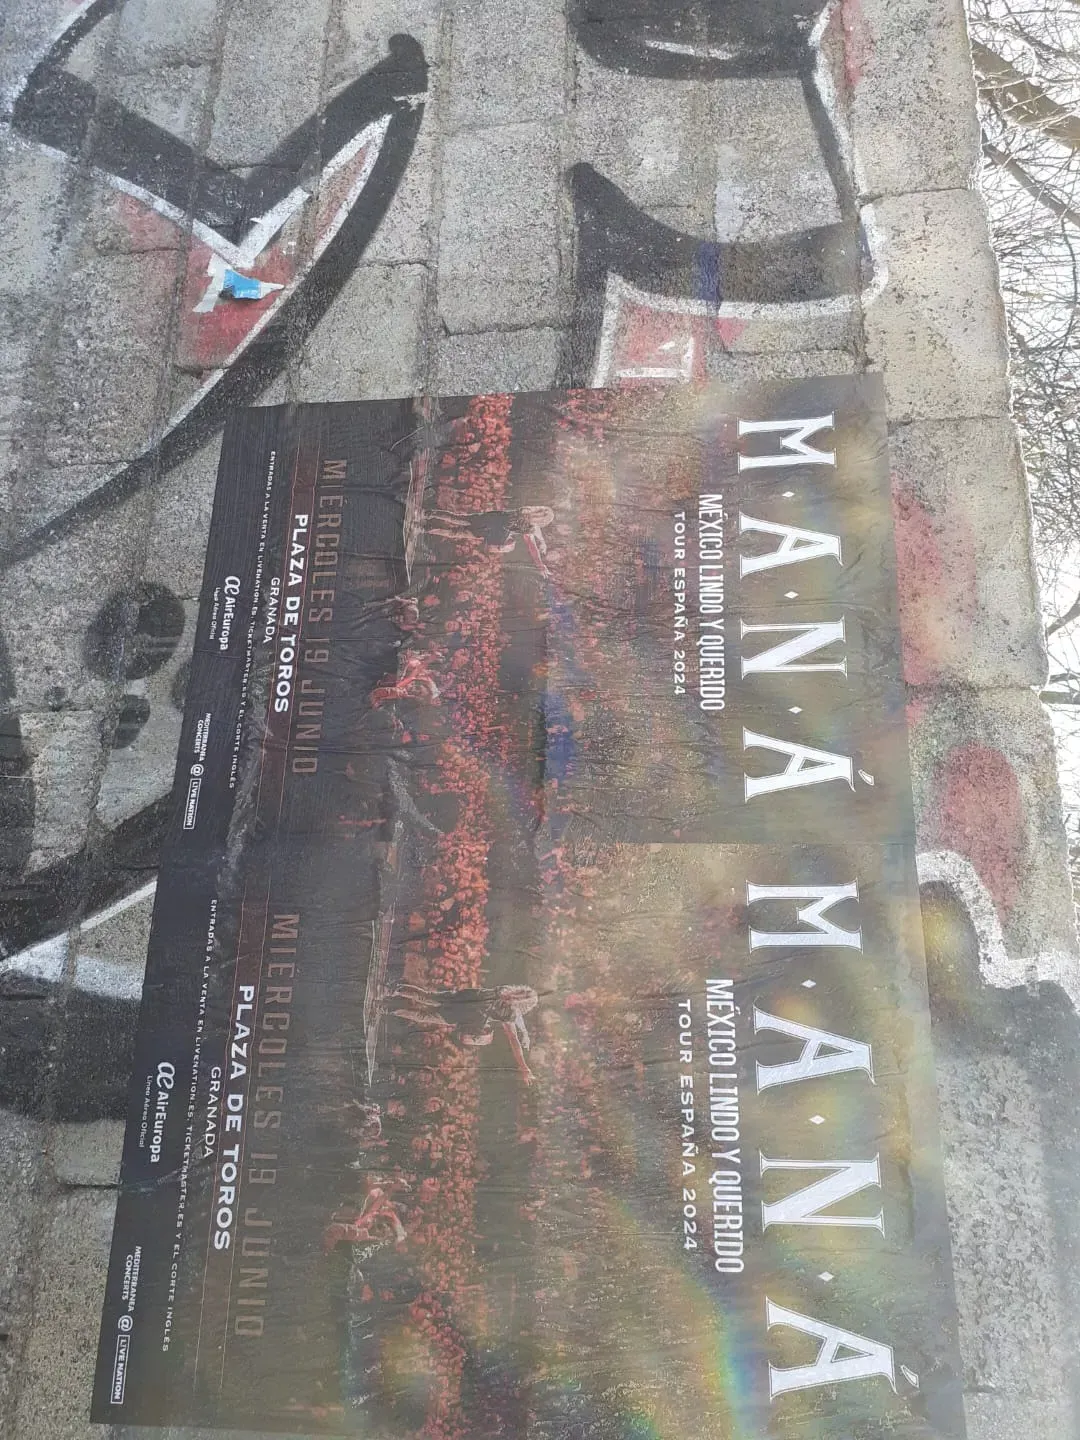 M·A·N·Á
MÉXICO LINDO Y QUERIDO
TOUR ESPAÑA 2024
MIÉRCOLES 19 JUNIO
PLAZA DE TOROS
GRANADA
ENTRADAS A LA VENTA EN LIVENATION.ES, TICKETMASTER.ES Y EL CORTE INGLÉS
AirEuropa
Línea Aérea Oficial
MEDITERRANEA
CONCERTS
LIVE NATION
M·A·N·Á
MÉXICO LINDO Y QUERIDO
TOUR ESPAÑA 2024
MIÉRCOLES 19 JUNIO
PLAZA DE TOROS
GRANADA
ENTRADAS A LA VENTA EN LIVENATION.ES, TICKETMASTER.ES Y EL CORTE INGLÉS
AirEuropa
Línea Aérea Oficial
MEDITERRANEA
CONCERTS
LIVE NATION